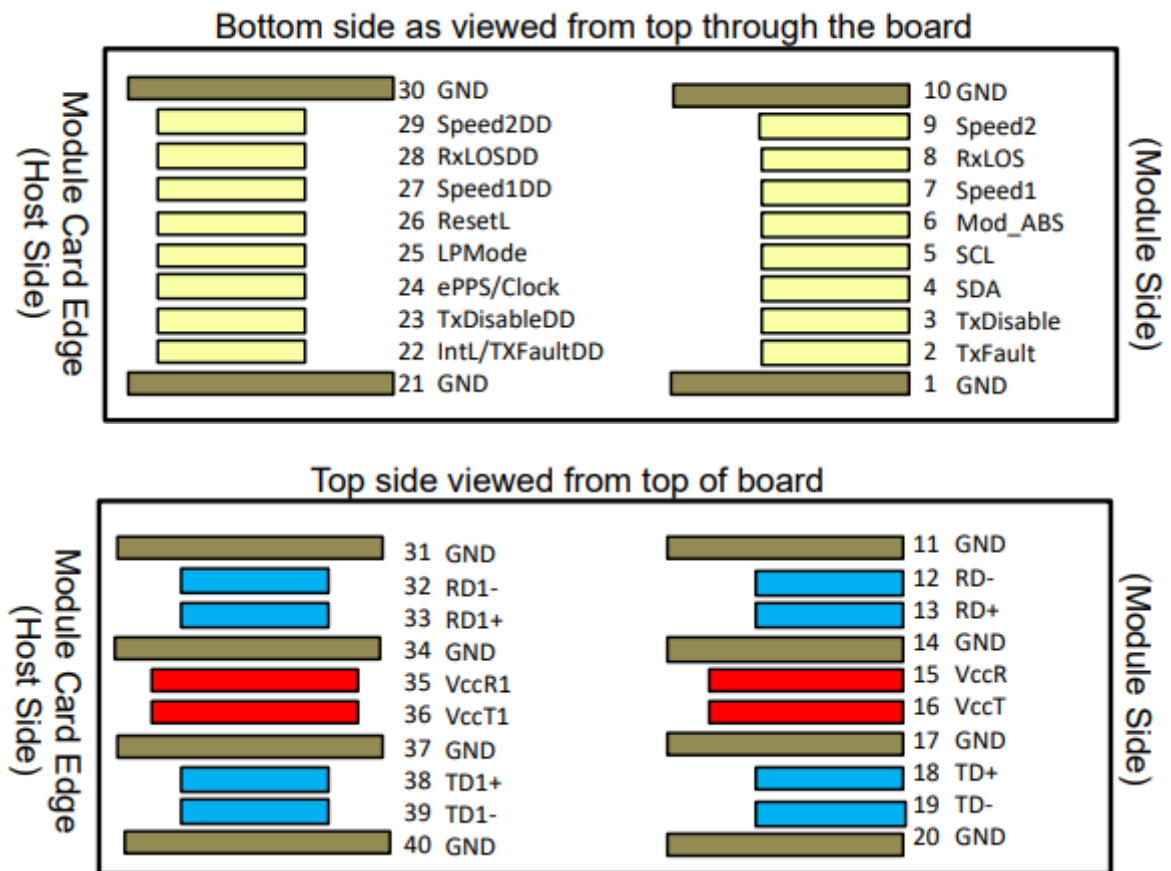 Bottom side as viewed from top through the board
Module Card Edge
(Host Side)
30 GND
29 Speed2DD
28 RxLOSDD
27 Speed1DD
26 ResetL
25 LPMode
24 ePPS/Clock
23 TxDisableDD
22 IntL/TXFaultDD
21 GND
10 GND
9 Speed2
8 RxLOS
7 Speed1
6 Mod_ABS
5 SCL
4 SDA
3 TxDisable
2 TxFault
1 GND
(Module Side)
Top side viewed from top of board
Module Card Edge
(Host Side)
31 GND
32 RD1-
33 RD1+
34 GND
35 VccR1
36 VccT1
37 GND
38 TD1+
39 TD1-
40 GND
11 GND
12 RD-
13 RD+
14 GND
15 VccR
16 VccT
17 GND
18 TD+
19 TD-
20 GND
(Module Side)